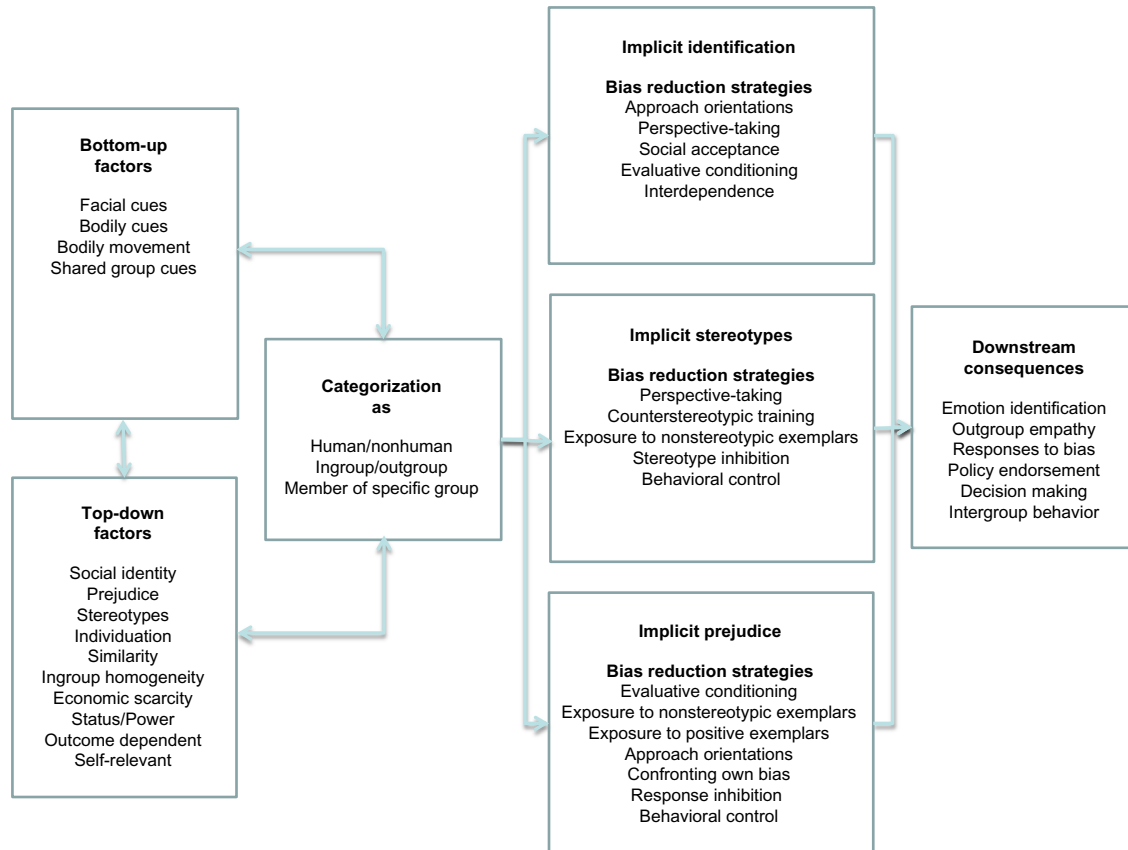 Bottom-up
factors
Facial cues
Bodily cues
Bodily movement
Shared group cues
Top-down
factors
Social identity
Prejudice
Stereotypes
Individuation
Similarity
Ingroup homogeneity
Economic scarcity
Status/Power
Outcome dependent
Self-relevant
Categorization
as
Human/nonhuman
Ingroup/outgroup
Member of specific group
Implicit identification
Bias reduction strategies
Approach orientations
Perspective-taking
Social acceptance
Evaluative conditioning
Interdependence
Implicit stereotypes
Bias reduction strategies
Perspective-taking
Counterstereotypic training
Exposure to nonstereotypic exemplars
Stereotype inhibition
Behavioral control
Implicit prejudice
Bias reduction strategies
Evaluative conditioning
Exposure to nonstereotypic exemplars
Exposure to positive exemplars
Approach orientations
Confronting own bias
Response inhibition
Behavioral control
Downstream
consequences
Emotion identification
Outgroup empathy
Responses to bias
Policy endorsement
Decision making
Intergroup behavior